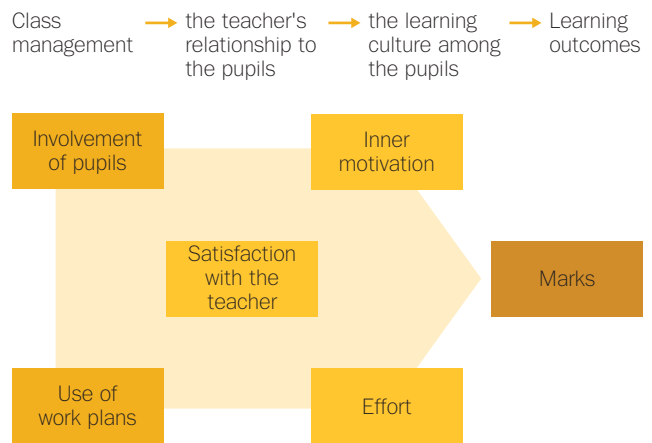 Class
management
the teacher's
relationship to
the pupils
the learning
culture among
the pupils
Learning
outcomes
Involvement
of pupils
Inner
motivation
Satisfaction
with the
teacher
Marks
Use of
work plans
Effort